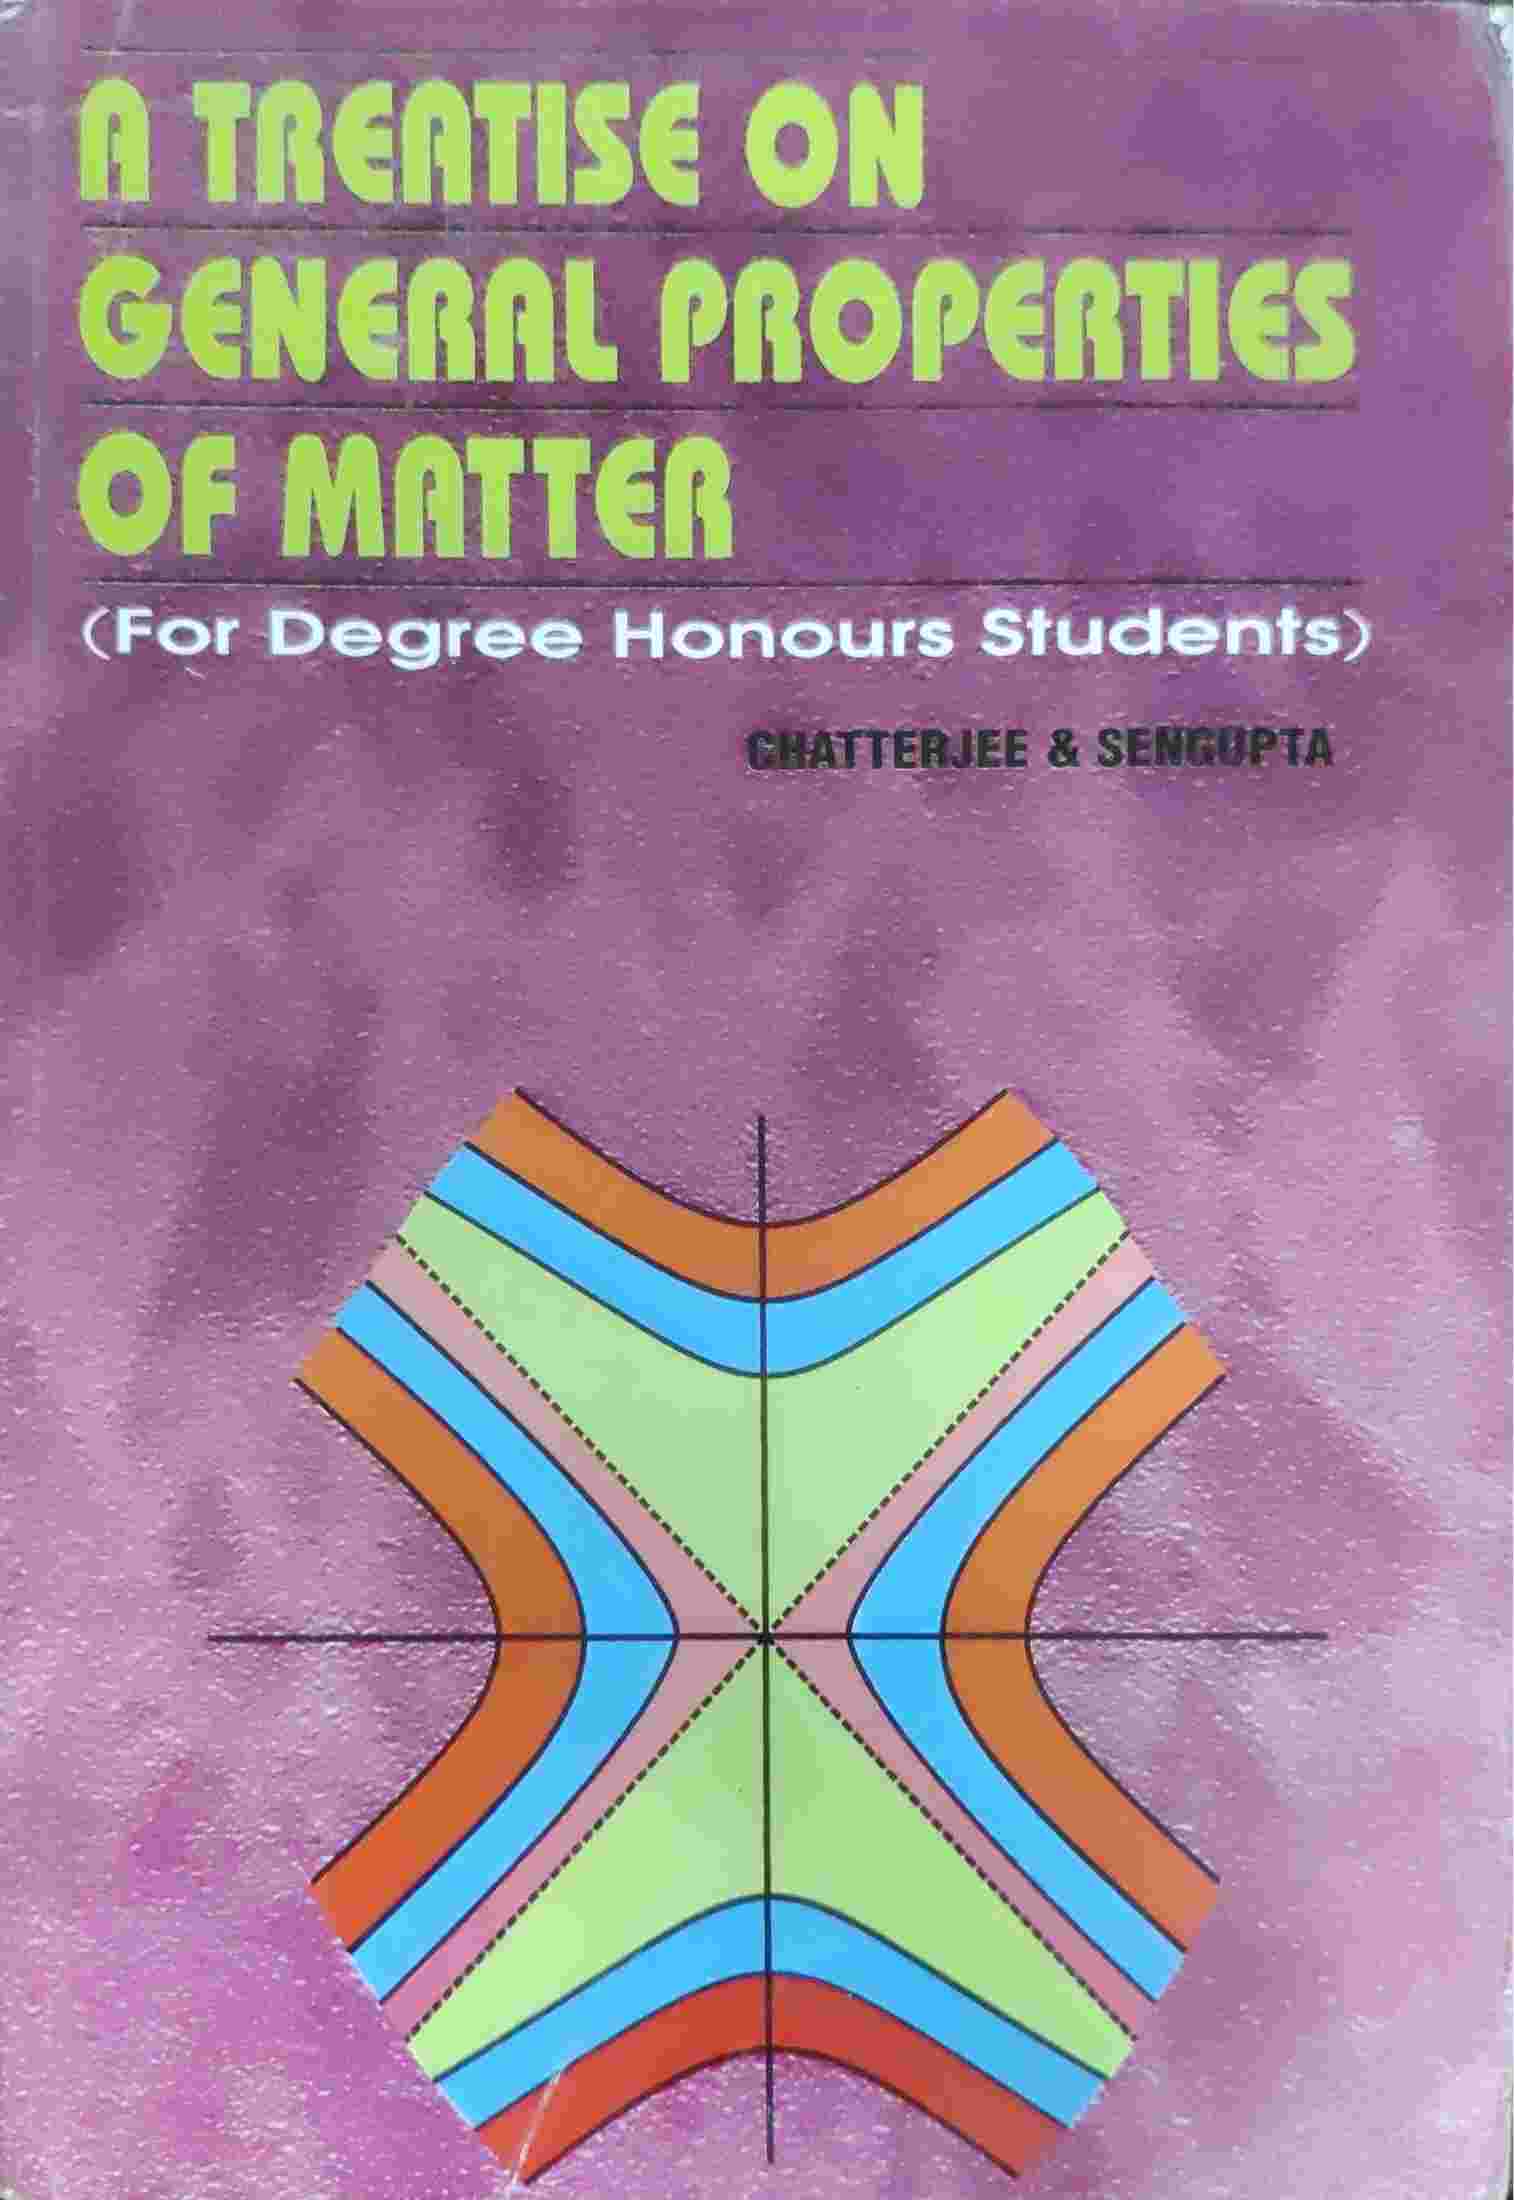 A TREATISE ON
GENERAL PROPERTIES
OF MATTER
(For Degree Honours Students)
CHATTERJEE & SENGUPTA